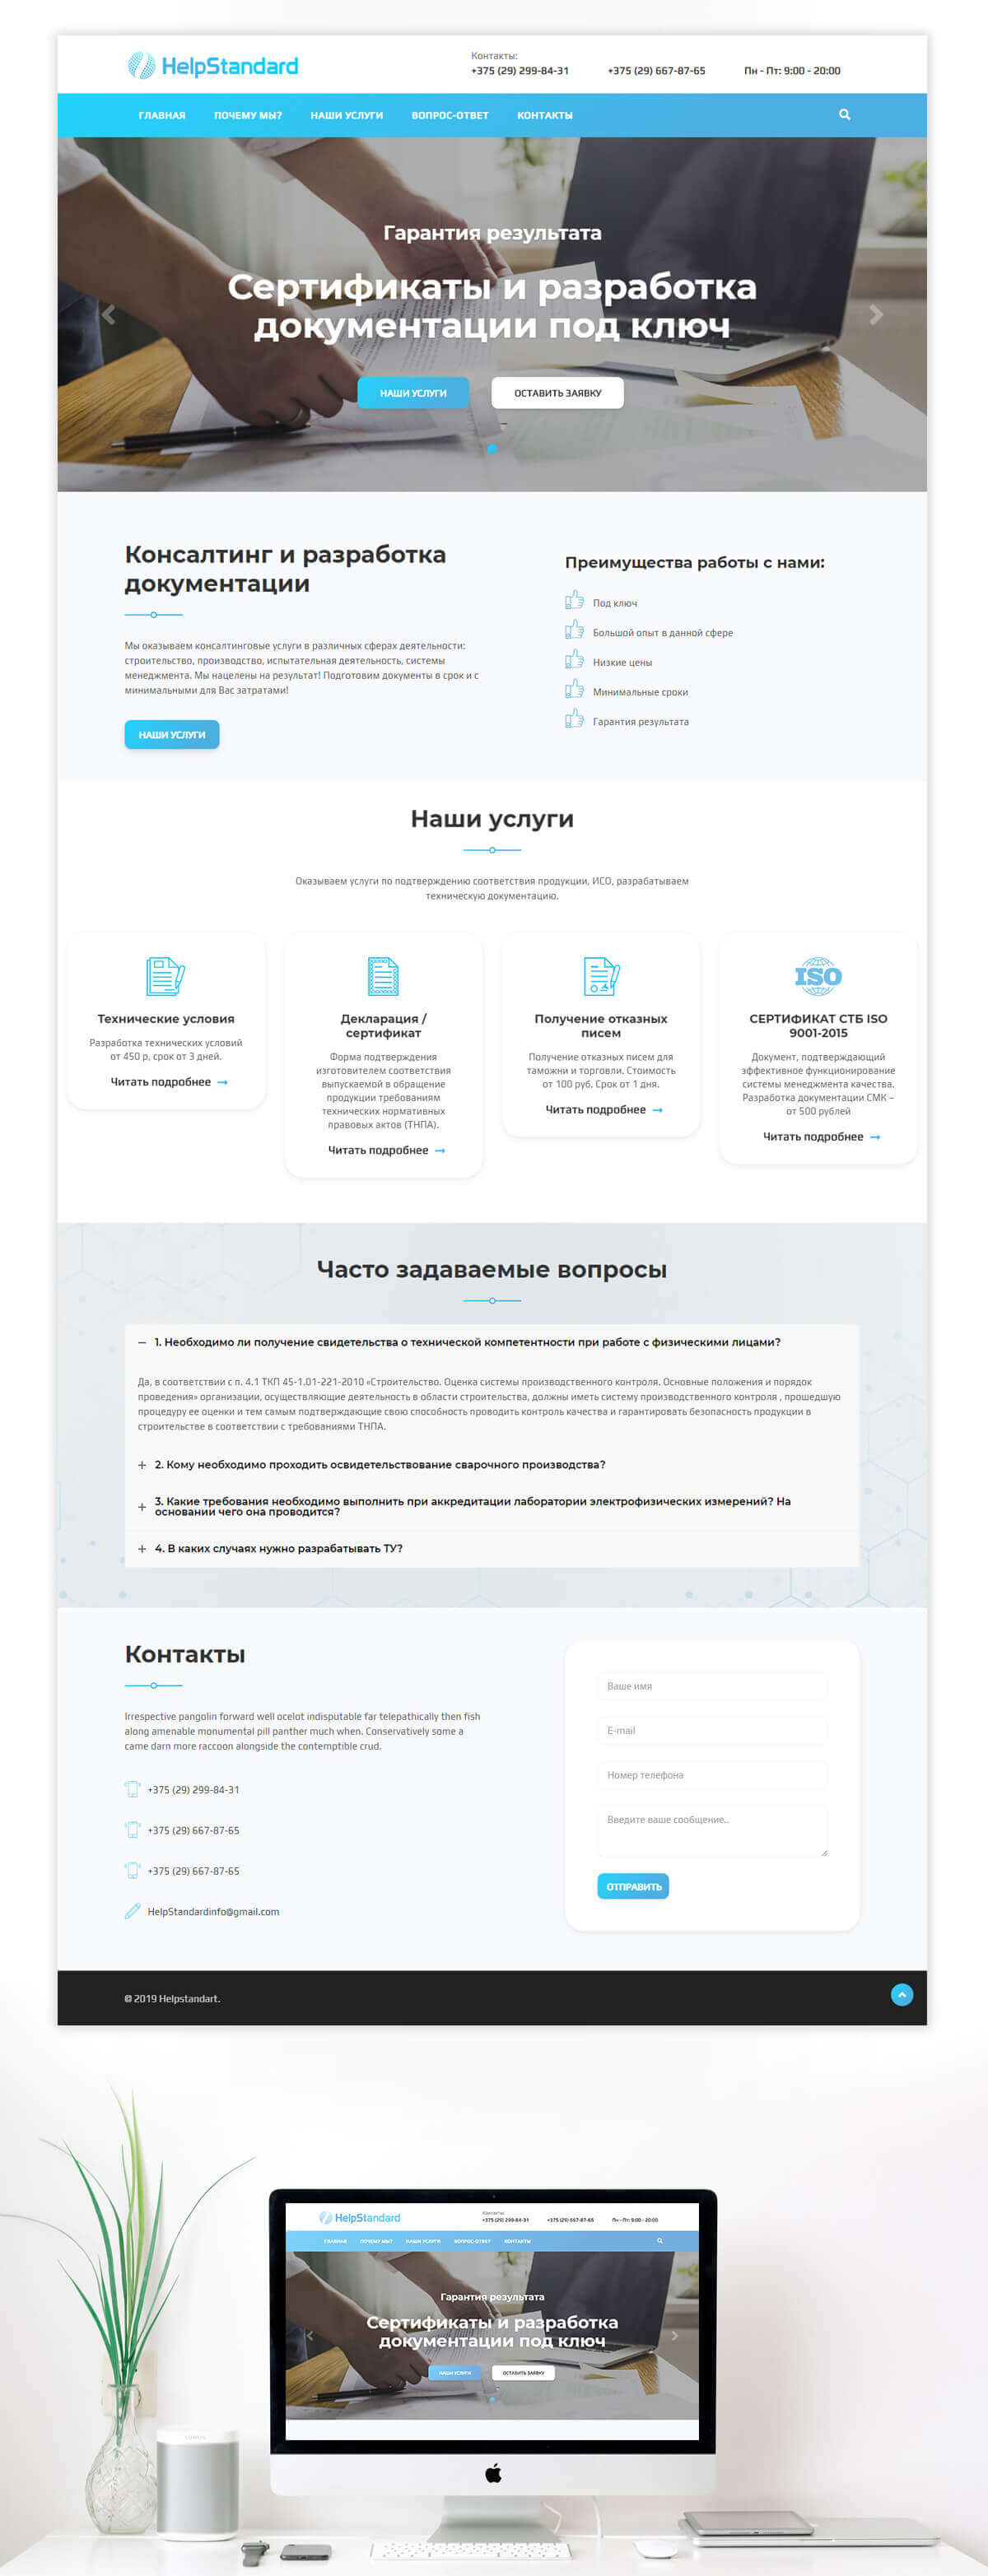 HelpStandard
Контакты:
+375 (29) 299-84-31 +375 (29) 667-87-65 Пн - Пт: 9:00 - 20:00
ГЛАВНАЯ ПОЧЕМУ МЫ? НАШИ УСЛУГИ ВОПРОС-ОТВЕТ КОНТАКТЫ
Гарантия результата
Сертификаты и разработка
документации под ключ
НАШИ УСЛУГИ ОСТАВИТЬ ЗАЯВКУ
Консалтинг и разработка
документации
Мы оказываем консалтинговые услуги в различных сферах деятельности:
строительство, производство, испытательная деятельность, системы
менеджмента. Мы нацелены на результат! Подготовим документы в срок и с
минимальными для Вас затратами!
НАШИ УСЛУГИ
Преимущества работы с нами:
Под ключ
Большой опыт в данной сфере
Низкие цены
Минимальные сроки
Гарантия результата
Наши услуги
Оказываем услуги по подтверждению соответствия продукции, ИСО, разрабатываем
техническую документацию.
Технические условия
Разработка технических условий
от 450 р, срок от 3 дней.
Читать подробнее
Декларация /
сертификат
Форма подтверждения
изготовителем соответствия
выпускаемой в обращение
продукции требованиям
технических нормативных
правовых актов (ТНПА).
Читать подробнее
Получение отказных
писем
Получение отказных писем для
таможни и торговли. Стоимость
от 100 руб. Срок от 1 дня.
Читать подробнее
ISO
СЕРТИФИКАТ СТБ ISO
9001-2015
Документ, подтверждающий
эффективное функционирование
системы менеджмента качества.
Разработка документации СМК –
от 500 рублей
Читать подробнее
Часто задаваемые вопросы
1. Необходимо ли получение свидетельства о технической компетентности при работе с физическими лицами?
Да, в соответствии с п. 4.1 ТКП 45-1.01-221-2010 «Строительство. Оценка системы производственного контроля. Основные положения и порядок
проведения» организации, осуществляющие деятельность в области строительства, должны иметь систему производственного контроля , прошедшую
процедуру ее оценки и тем самым подтверждающие свою способность проводить контроль качества и гарантировать безопасность продукции в
строительстве в соответствии с требованиями ТНПА.
2. Кому необходимо проходить освидетельствование сварочного производства?
3. Какие требования необходимо выполнить при аккредитации лаборатории электрофизических измерений? На
основании чего она проводится?
4. В каких случаях нужно разрабатывать ТУ?
Контакты
Irrespective pangolin forward well ocelot indisputable far telepathically then fish
along amenable monumental pill panther much when. Conservatively some a
came darn more raccoon alongside the contemptible crud.
+375 (29) 299-84-31
+375 (29) 667-87-65
+375 (29) 667-87-65
HelpStandardinfo@gmail.com
Ваше имя
E-mail
Номер телефона
Введите ваше сообщение...
ОТПРАВИТЬ
© 2019 Helpstandart.
HelpStandard
Контакты:
+375 (29) 299-84-31 +375 (29) 667-87-65 Пн - Пт: 9:00 - 20:00
ГЛАВНАЯ ПОЧЕМУ МЫ? НАШИ УСЛУГИ ВОПРОС-ОТВЕТ КОНТАКТЫ
Гарантия результата
Сертификаты и разработка
документации под ключ
НАШИ УСЛУГИ ОСТАВИТЬ ЗАЯВКУ
SONOS